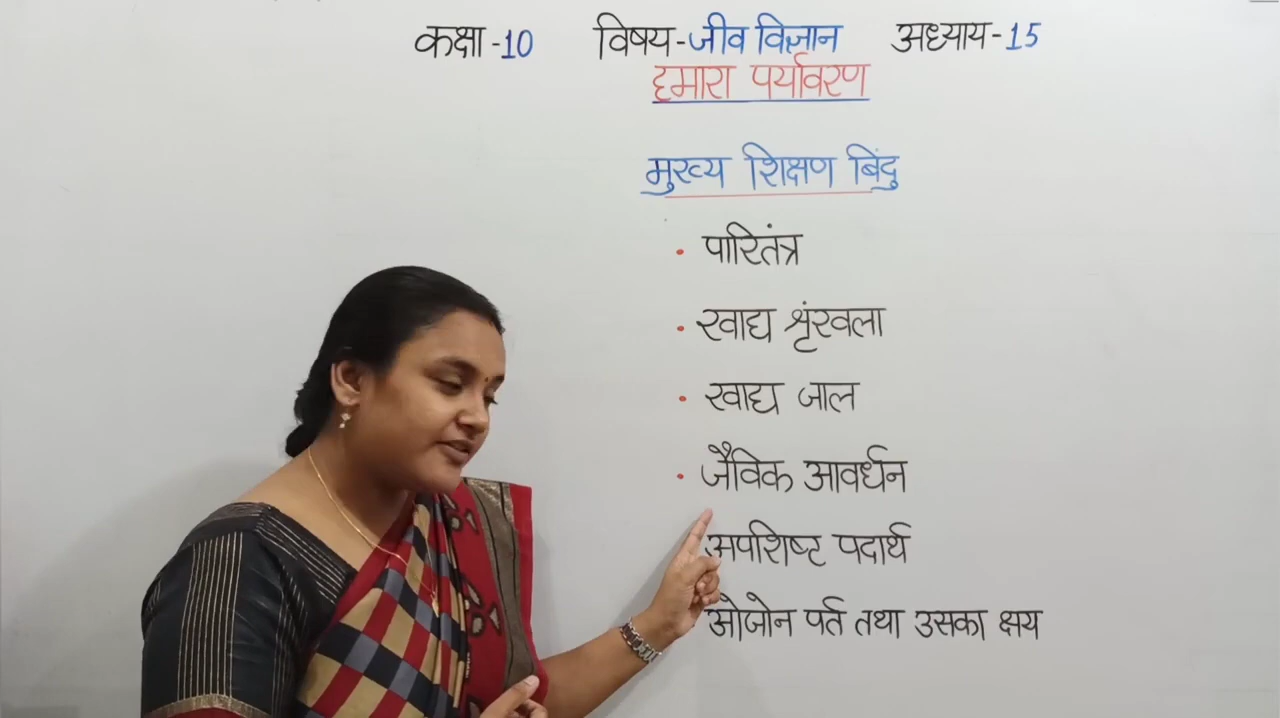 कक्षा -10 विषय-जीव विज्ञान अध्याय-15
हमारा पर्यावरण
मुख्य शिक्षण बिंदु
• पारितंत्र
• खाद्य श्रृंखला
• खाद्य जाल
• जैविक आवर्धन
अपशिष्ट पदार्थ
ओजोन पर्त तथा उसका क्षय